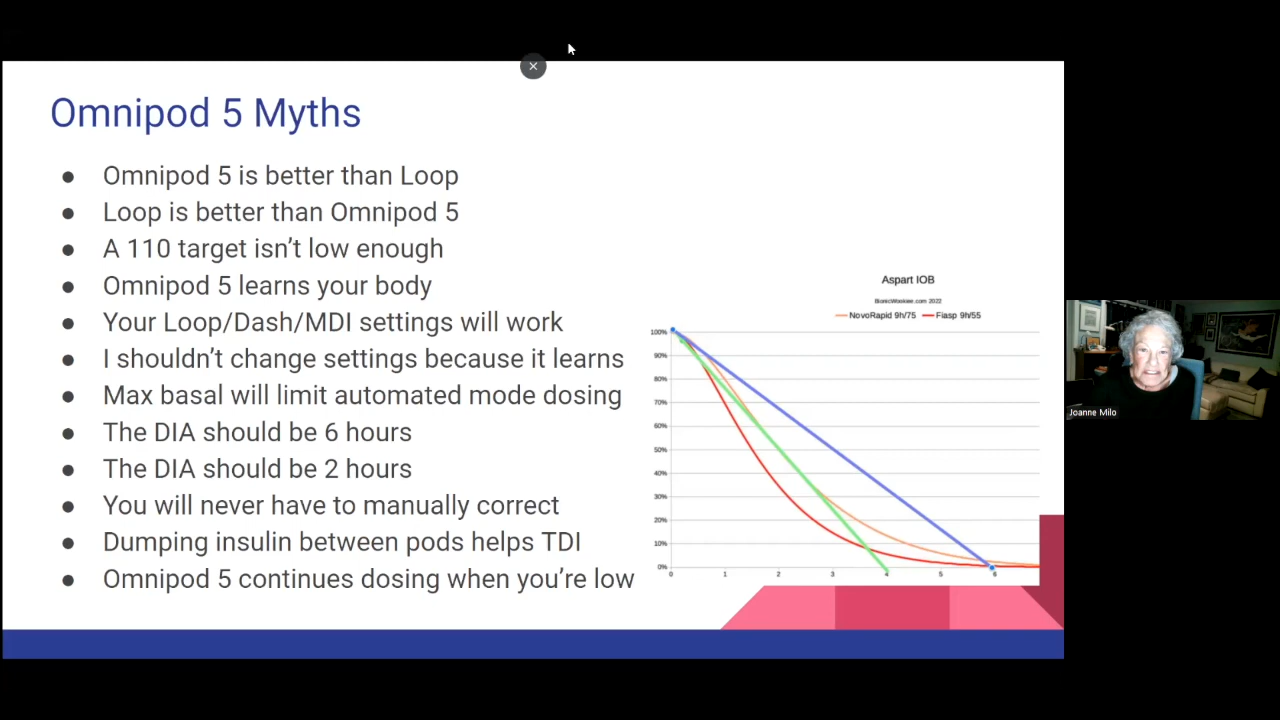 Omnipod 5 Myths
● Omnipod 5 is better than Loop
● Loop is better than Omnipod 5
● A 110 target isn't low enough
● Omnipod 5 learns your body
● Your Loop/Dash/MDI settings will work
● I shouldn't change settings because it learns
● Max basal will limit automated mode dosing
● The DIA should be 6 hours
● The DIA should be 2 hours
● You will never have to manually correct
● Dumping insulin between pods helps TDI
● Omnipod 5 continues dosing when you're low
Aspart IOB
BionicWookiee.com 2022
NovoRapid 9h/75 Fiasp 9h/55
100%
90%
80%
70%
60%
50%
40%
30%
20%
10%
0%
0 1 2 3 4 5 6
Joanne Milo